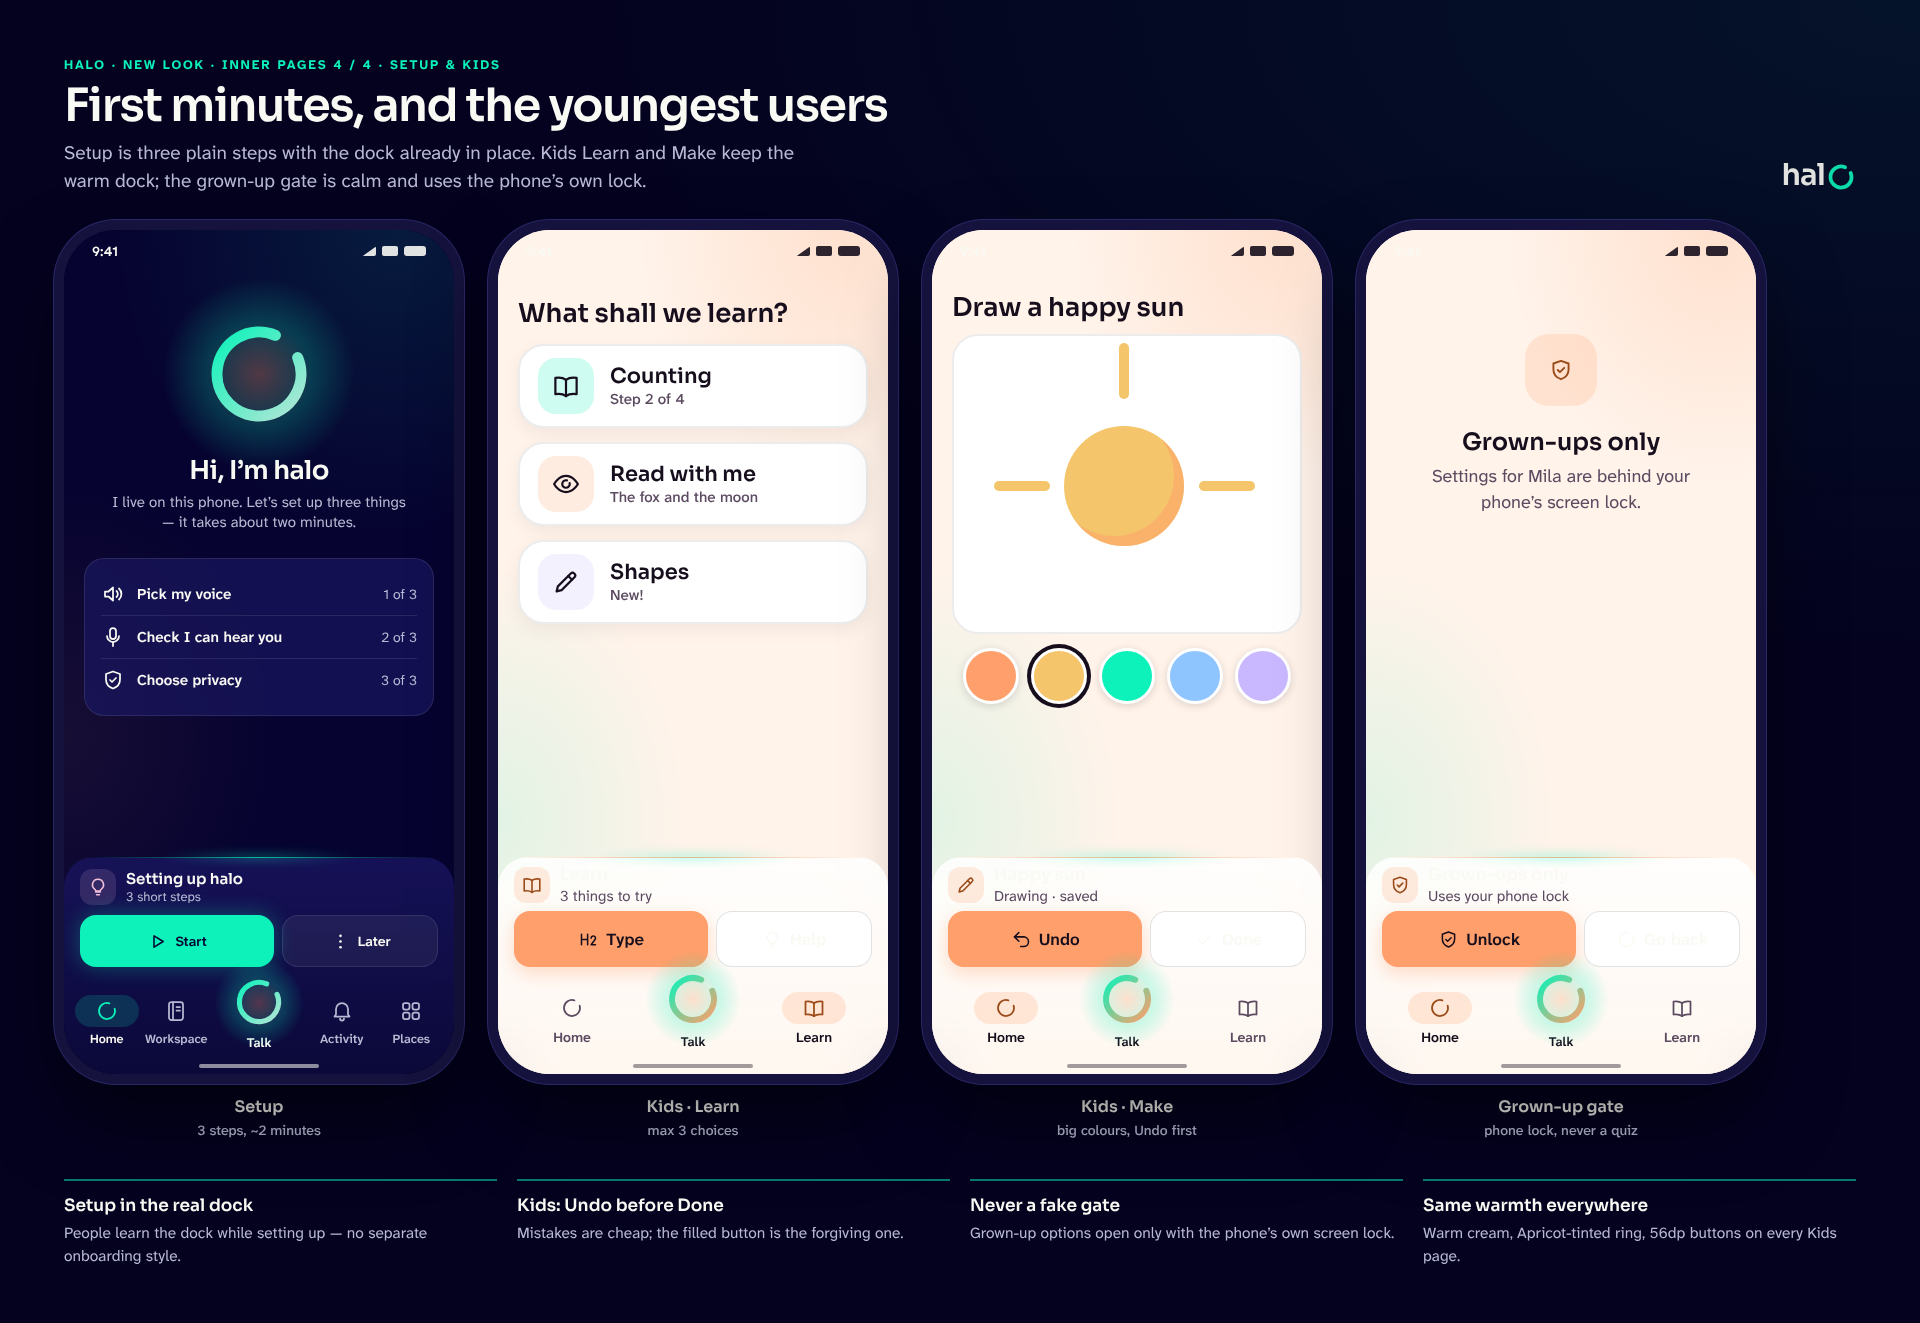 HALO · NEW LOOK · INNER PAGES 4 / 4 · SETUP & KIDS
First minutes, and the youngest users
Setup is three plain steps with the dock already in place. Kids Learn and Make keep the
warm dock; the grown-up gate is calm and uses the phone’s own lock.
halo
9:41
Hi, I’m halo
I live on this phone. Let’s set up three things
— it takes about two minutes.
Pick my voice
1 of 3
Check I can hear you
2 of 3
Choose privacy
3 of 3
Setting up halo
3 short steps
Start
Later
Home
Workspace
Talk
Activity
Places
Setup
3 steps, ~2 minutes
What shall we learn?
Counting
Step 2 of 4
Read with me
The fox and the moon
Shapes
New!
Learn
3 things to try
H2 Type
Help
Home
Talk
Learn
Kids · Learn
max 3 choices
Draw a happy sun
Happy sun
Drawing · saved
Undo
Done
Home
Talk
Learn
Kids · Make
big colours, Undo first
Grown-ups only
Settings for Mila are behind your
phone’s screen lock.
Grown-ups only
Uses your phone lock
Unlock
Go back
Home
Talk
Learn
Grown-up gate
phone lock, never a quiz
Setup in the real dock
People learn the dock while setting up — no separate
onboarding style.
Kids: Undo before Done
Mistakes are cheap; the filled button is the forgiving one.
Never a fake gate
Grown-up options open only with the phone’s own screen lock.
Same warmth everywhere
Warm cream, Apricot-tinted ring, 56dp buttons on every Kids
page.